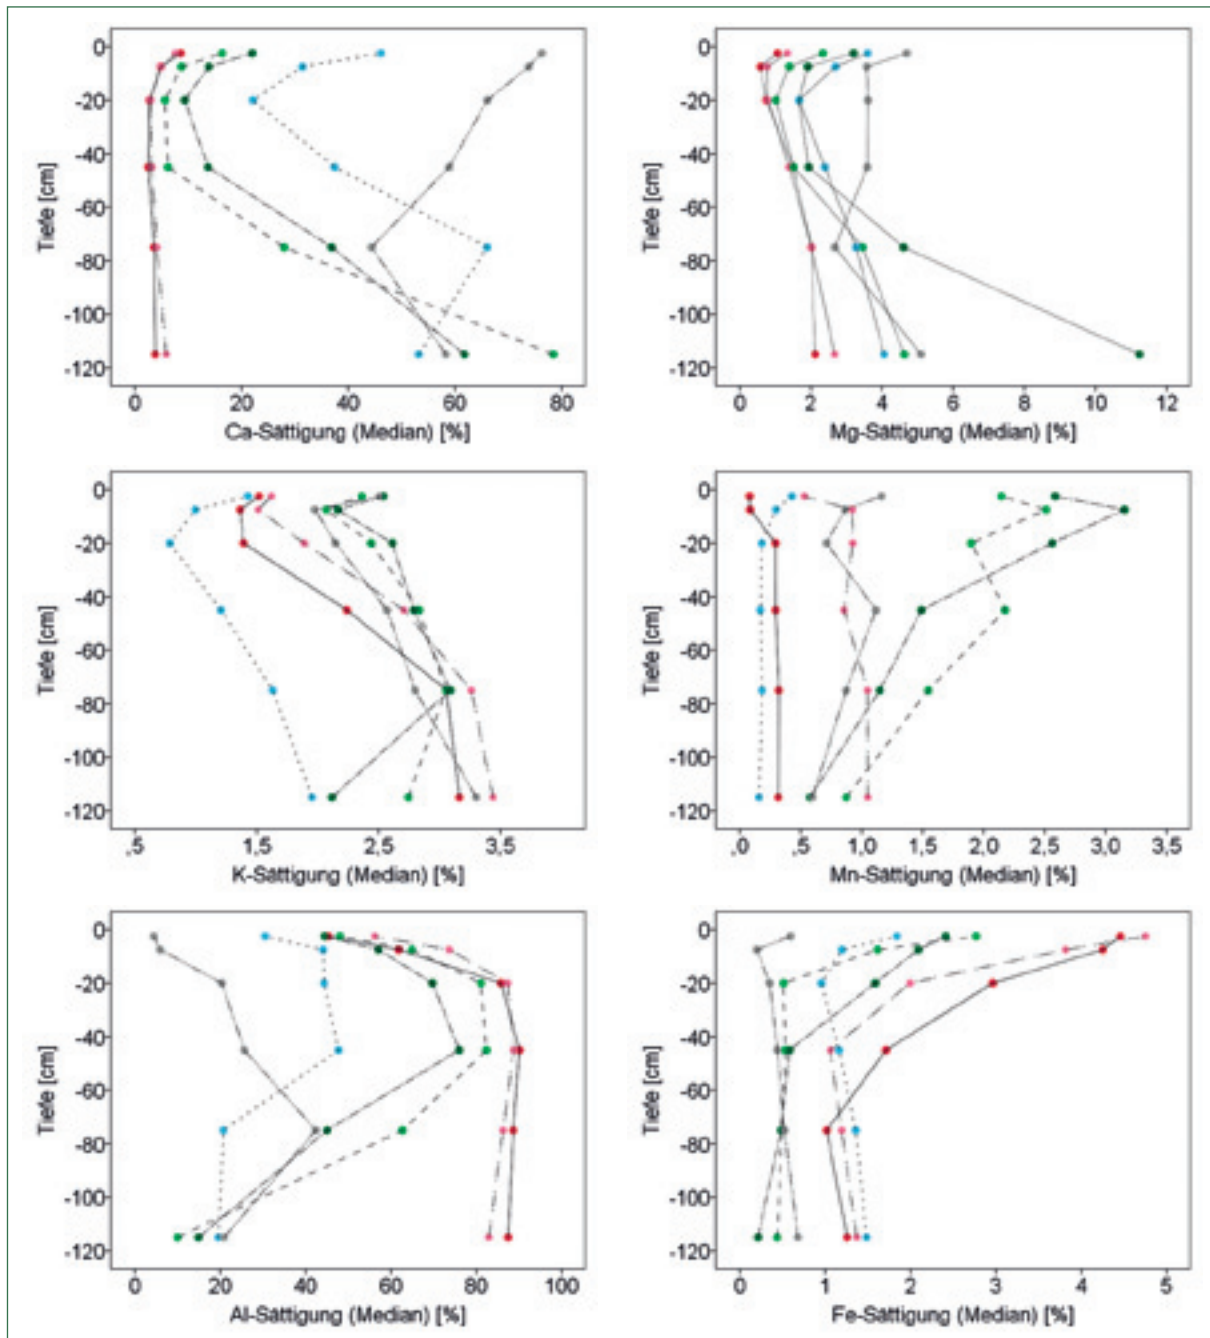 Tiefe [cm]
0
-20
-40
-60
-80
-100
-120
0 20 40 60 80
Ca-Sättigung (Median) [%]
Tiefe [cm]
0
-20
-40
-60
-80
-100
-120
0 2 4 6 8 10 12
Mg-Sättigung (Median) [%]
Tiefe [cm]
0
-20
-40
-60
-80
-100
-120
,5 1,5 2,5 3,5
K-Sättigung (Median) [%]
Tiefe [cm]
0
-20
-40
-60
-80
-100
-120
,0 ,5 1,0 1,5 2,0 2,5 3,0 3,5
Mn-Sättigung (Median) [%]
Tiefe [cm]
0
-20
-40
-60
-80
-100
-120
0 20 40 60 80 100
Al-Sättigung (Median) [%]
Tiefe [cm]
0
-20
-40
-60
-80
-100
-120
0 1 2 3 4 5
Fe-Sättigung (Median) [%]